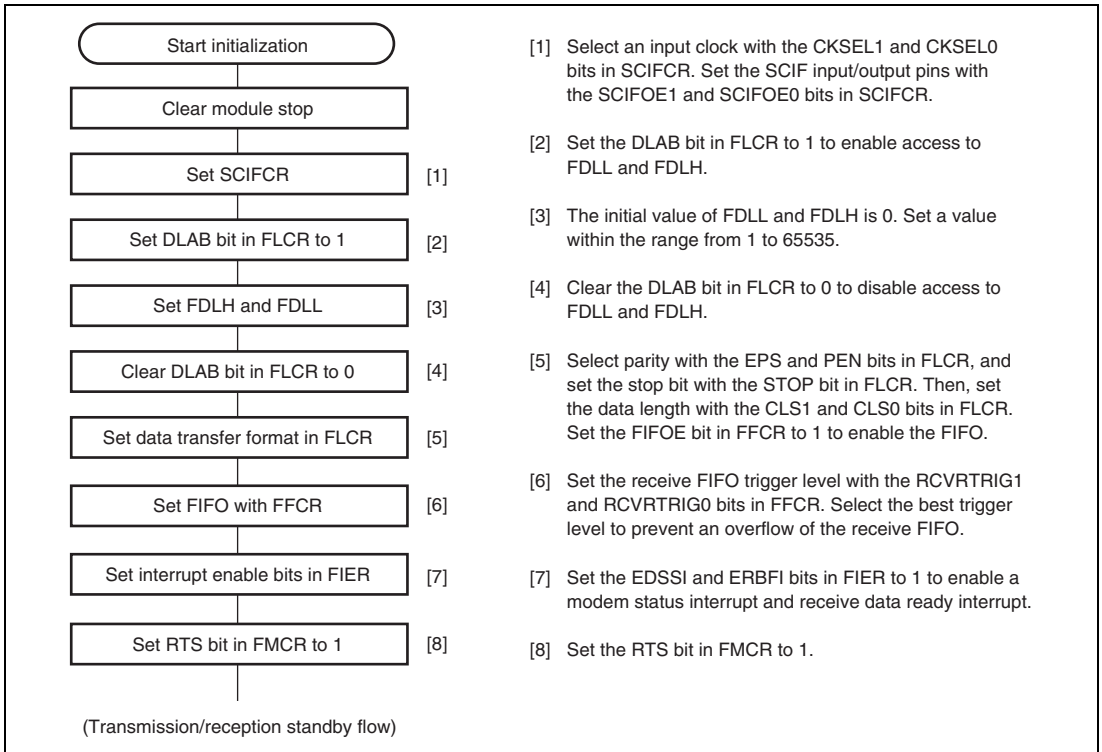 Start initialization
Clear module stop
Set SCIFCR
[1]
Set DLAB bit in FLCR to 1
[2]
Set FDLH and FDLL
[3]
Clear DLAB bit in FLCR to 0
[4]
Set data transfer format in FLCR
[5]
Set FIFO with FFCR
[6]
Set interrupt enable bits in FIER
[7]
Set RTS bit in FMCR to 1
[8]
(Transmission/reception standby flow)
[1] Select an input clock with the CKSEL1 and CKSEL0
bits in SCIFCR. Set the SCIF input/output pins with
the SCIFOE1 and SCIFOE0 bits in SCIFCR.
[2] Set the DLAB bit in FLCR to 1 to enable access to
FDLL and FDLH.
[3] The initial value of FDLL and FDLH is 0. Set a value
within the range from 1 to 65535.
[4] Clear the DLAB bit in FLCR to 0 to disable access to
FDLL and FDLH.
[5] Select parity with the EPS and PEN bits in FLCR, and
set the stop bit with the STOP bit in FLCR. Then, set
the data length with the CLS1 and CLS0 bits in FLCR.
Set the FIFOE bit in FFCR to 1 to enable the FIFO.
[6] Set the receive FIFO trigger level with the RCVRTRIG1
and RCVRTRIG0 bits in FFCR. Select the best trigger
level to prevent an overflow of the receive FIFO.
[7] Set the EDSSI and ERBFI bits in FIER to 1 to enable a
modem status interrupt and receive data ready interrupt.
[8] Set the RTS bit in FMCR to 1.